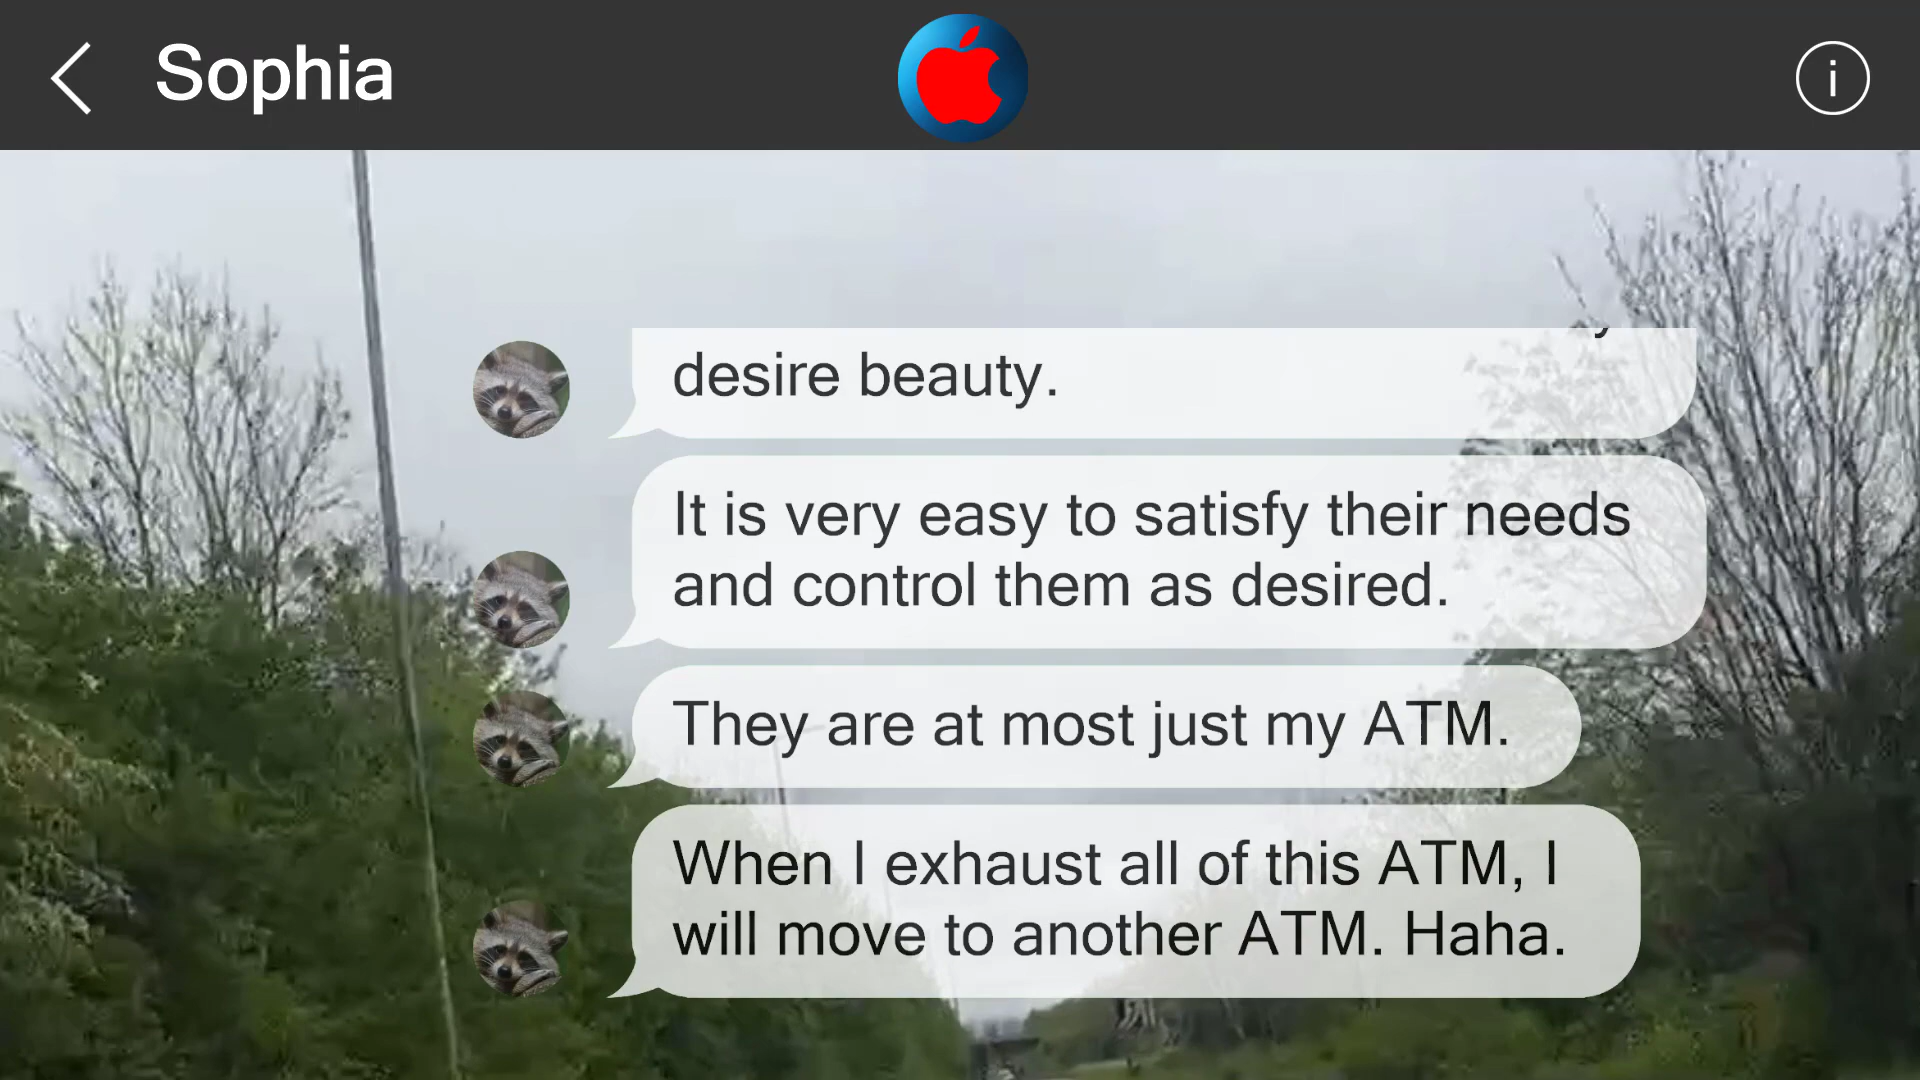 Sophia
i
desire beauty.
It is very easy to satisfy their needs
and control them as desired.
They are at most just my ATM.
When I exhaust all of this ATM, I
will move to another ATM. Haha.